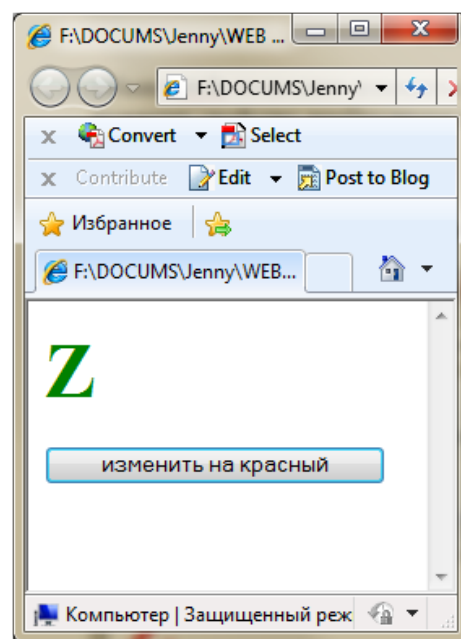 F:\DOCUMS\Jenny\WEB ...
F:\DOCUMS\Jenny\
x Convert Select
x Contribute Edit Post to Blog
Избранное
F:\DOCUMS\Jenny\WEB...
Z
изменить на красный
Компьютер | Защищенный реж